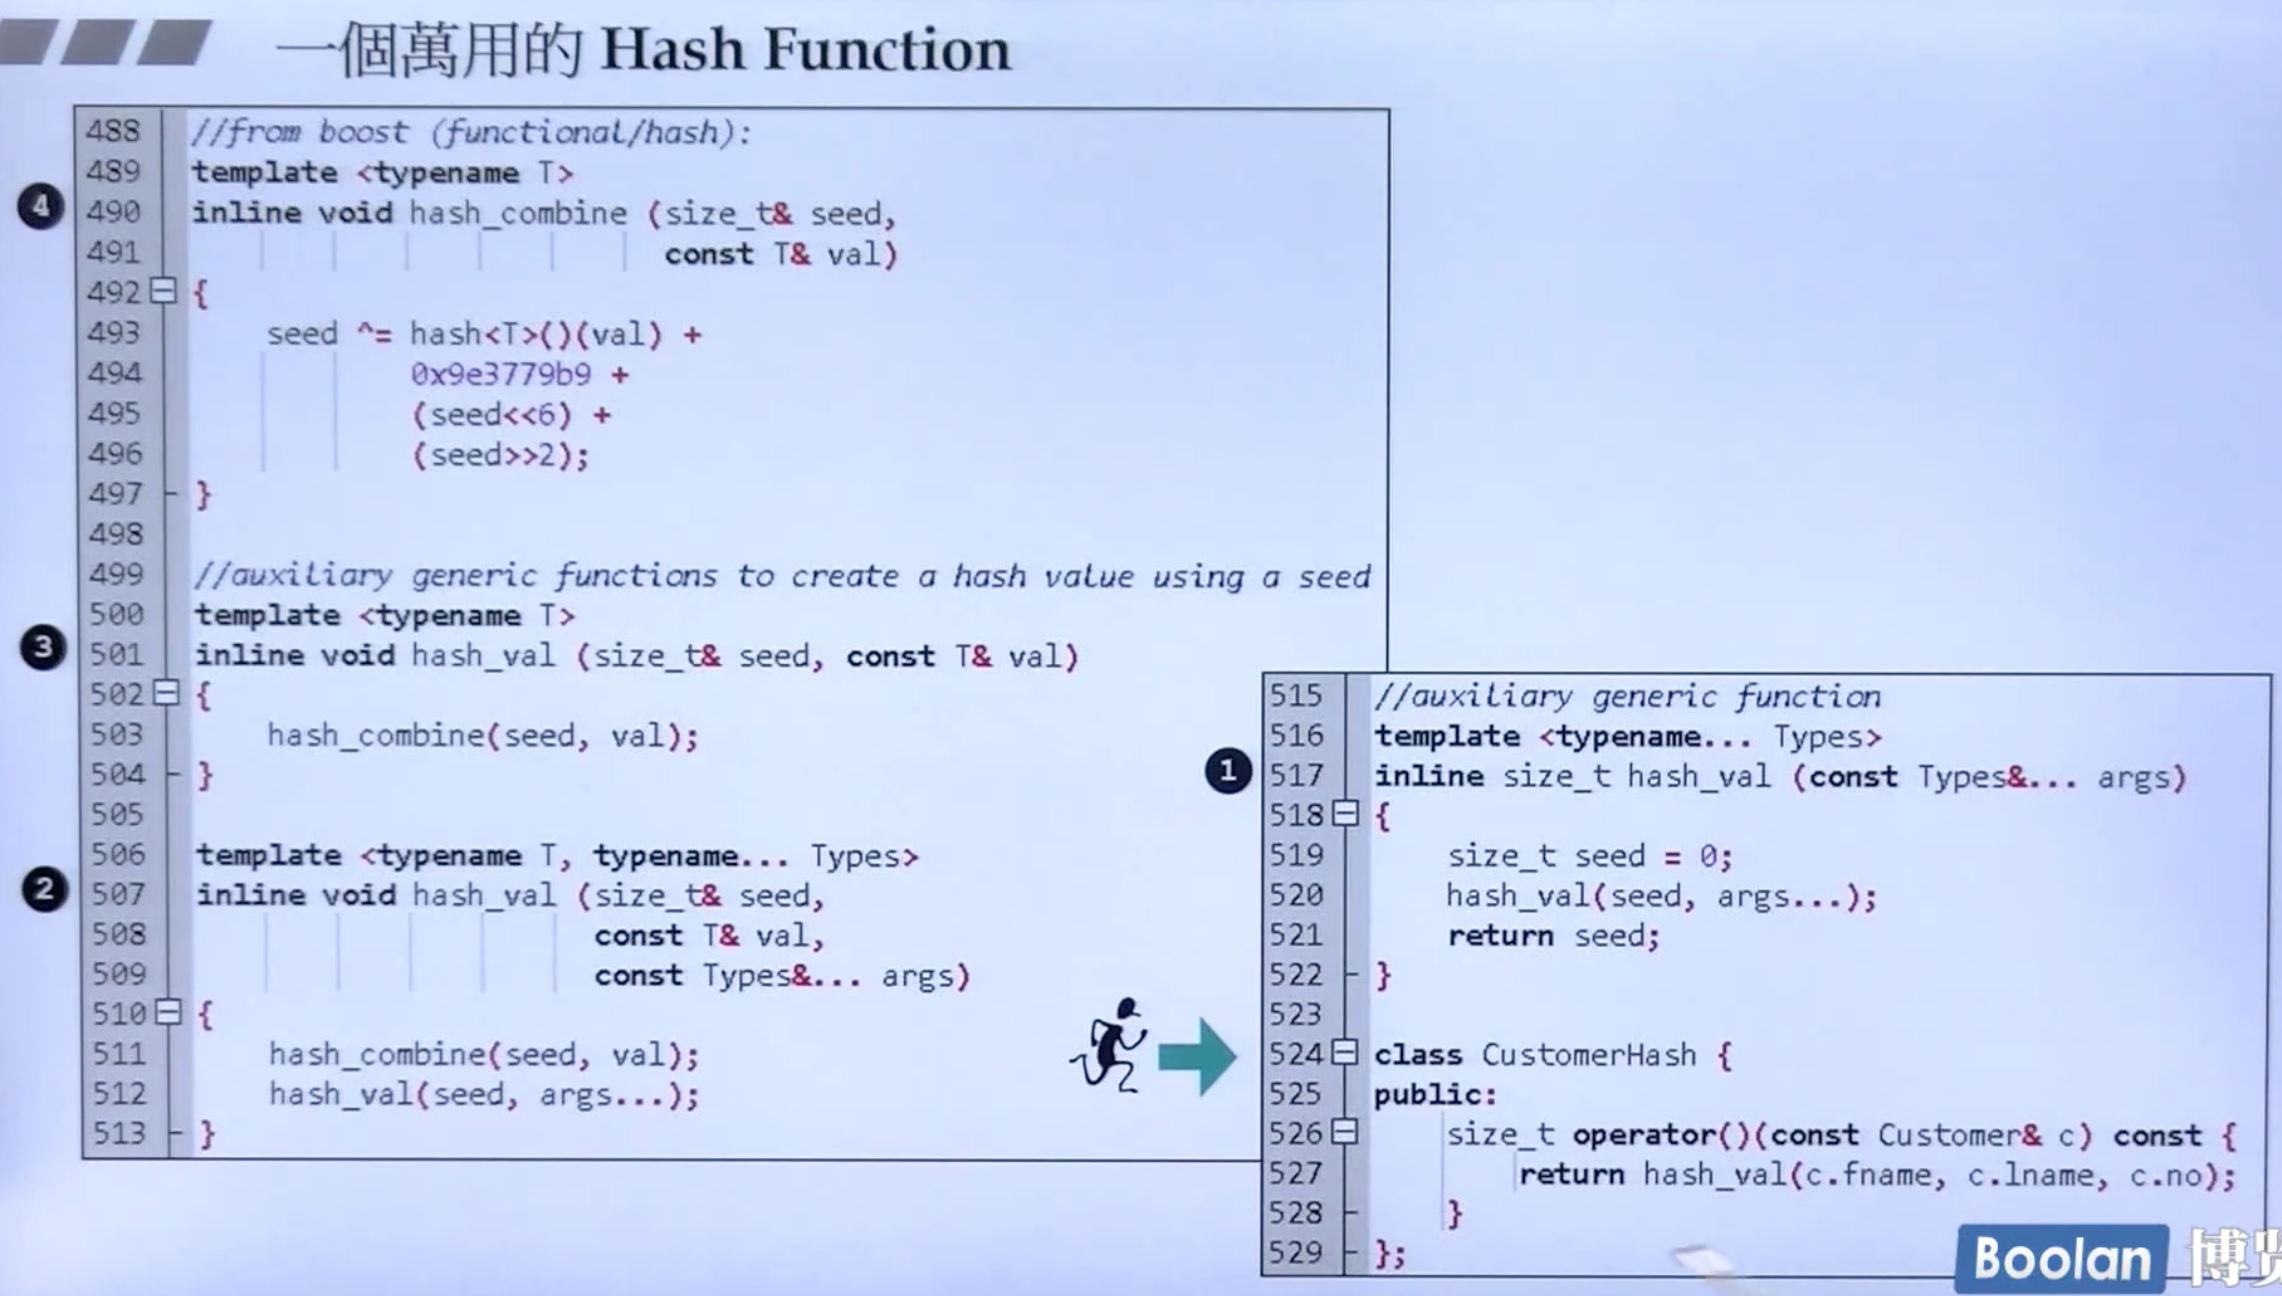 一個萬用的 Hash Function
488 //from boost (functional/hash):
489 template <typename T>
4 490 inline void hash_combine (size_t& seed,
491 const T& val)
492 {
493 seed ^= hash<T>()(val) +
494 0x9e3779b9 +
495 (seed<<6) +
496 (seed>>2);
497 }
498
499 //auxiliary generic functions to create a hash value using a seed
500 template <typename T>
3 501 inline void hash_val (size_t& seed, const T& val)
502 {
503 hash_combine(seed, val);
504 }
505
506 template <typename T, typename... Types>
2 507 inline void hash_val (size_t& seed,
508 const T& val,
509 const Types&... args)
510 {
511 hash_combine(seed, val);
512 hash_val(seed, args...);
513 }
515 //auxiliary generic function
516 template <typename... Types>
1 517 inline size_t hash_val (const Types&... args)
518 {
519 size_t seed = 0;
520 hash_val(seed, args...);
521 return seed;
522 }
523
524 class CustomerHash {
525 public:
526 size_t operator()(const Customer& c) const {
527 return hash_val(c.fname, c.lname, c.no);
528 }
529 };
Boolan 博览